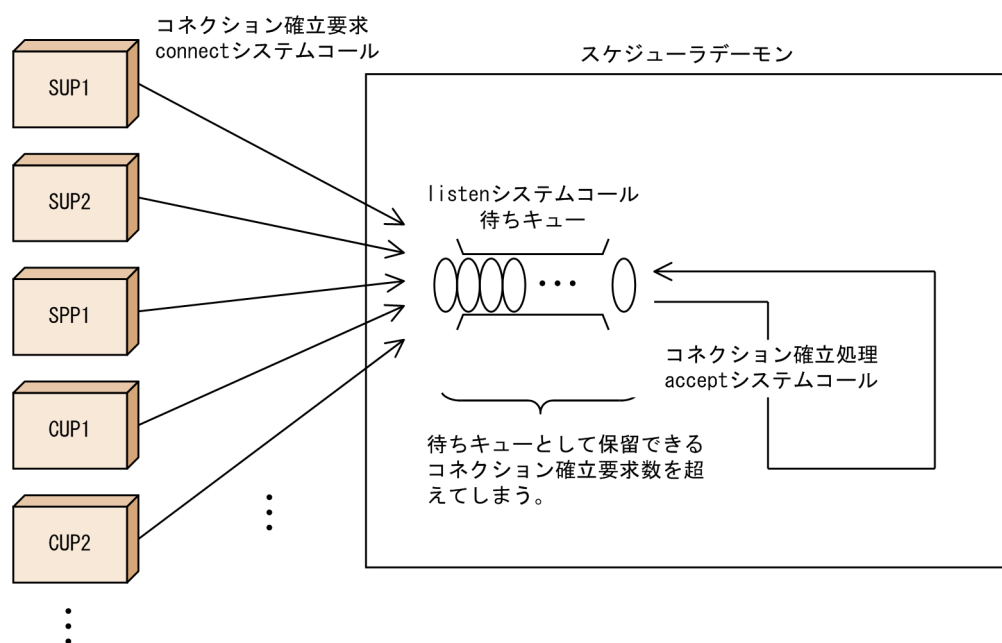 コネクション確立要求
connectシステムコール
スケジューラデーモン
SUP1
SUP2
SPP1
CUP1
CUP2
listenシステムコール
待ちキュー
コネクション確立処理
acceptシステムコール
待ちキューとして保留できる
コネクション確立要求数を超
えてしまう。